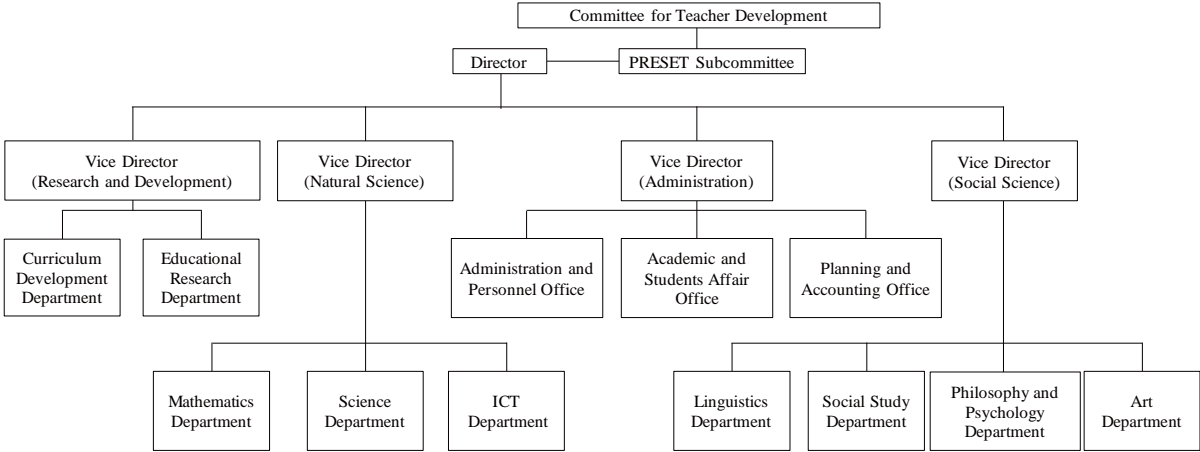 Committee for Teacher Development
Director
PRESET Subcommittee
Vice Director
(Research and Development)
Vice Director
(Natural Science)
Vice Director
(Administration)
Vice Director
(Social Science)
Curriculum
Development
Department
Educational
Research
Department
Administration and
Personnel Office
Academic and
Students Affair
Office
Planning and
Accounting Office
Mathematics
Department
Science
Department
ICT
Department
Linguistics
Department
Social Study
Department
Philosophy and
Psychology
Department
Art
Department